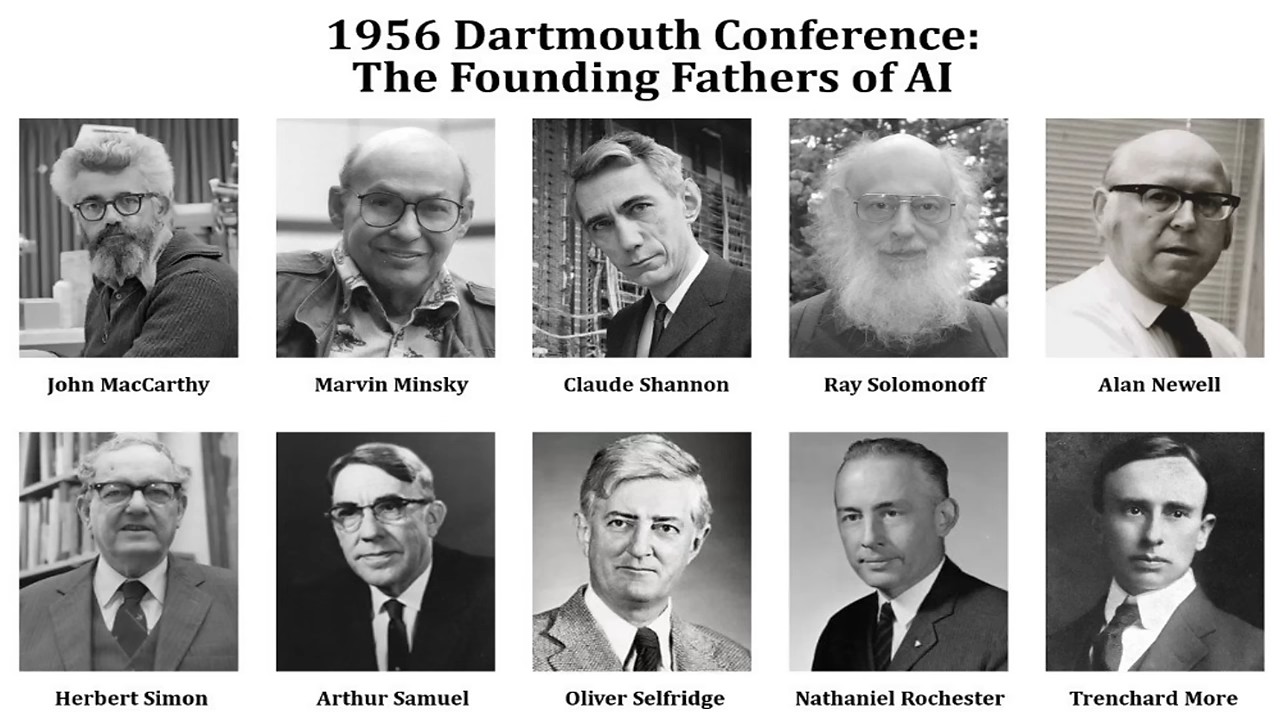 1956 Dartmouth Conference:
The Founding Fathers of AI
John MacCarthy
Marvin Minsky
Claude Shannon
Ray Solomonoff
Alan Newell
Herbert Simon
Arthur Samuel
Oliver Selfridge
Nathaniel Rochester
Trenchard More